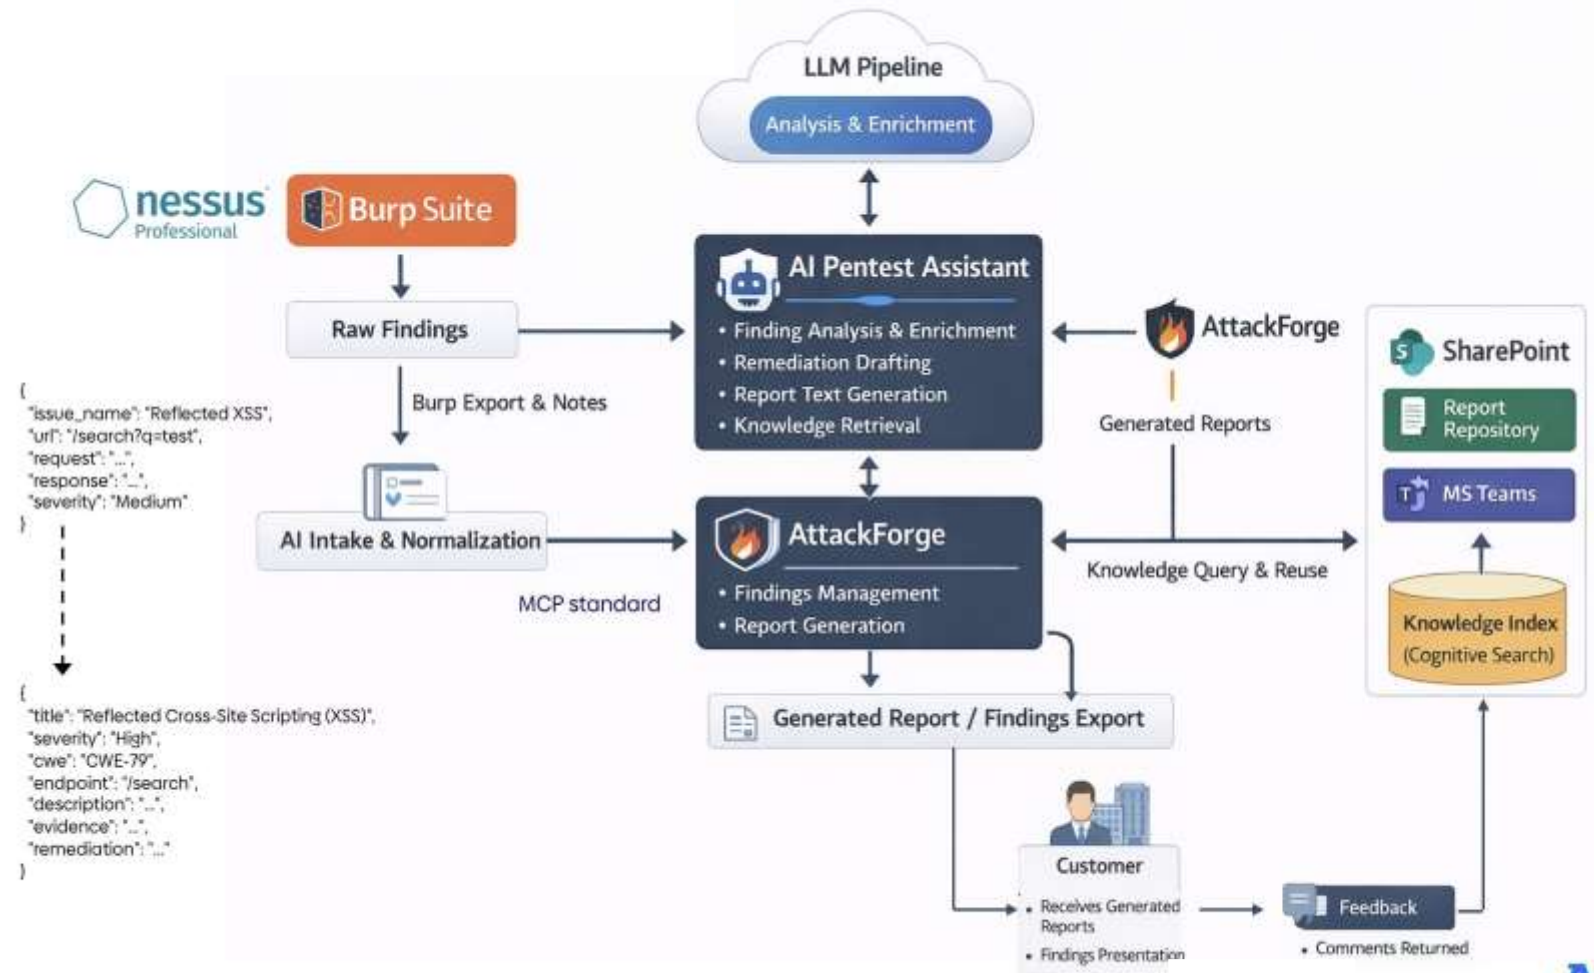 LLM Pipeline
Analysis & Enrichment
nessus
Professional
Burp Suite
Raw Findings
Burp Export & Notes
AI Intake & Normalization
MCP standard
{
"issue_name": "Reflected XSS",
"url": "/search?q=test",
"request": "...",
"response": "...",
"severity": "Medium"
}
{
"title": "Reflected Cross-Site Scripting (XSS)",
"severity": "High",
"cwe": "CWE-79",
"endpoint": "/search",
"description": "...",
"evidence": "...",
"remediation": "..."
}
AI Pentest Assistant
• Finding Analysis & Enrichment
• Remediation Drafting
• Report Text Generation
• Knowledge Retrieval
AttackForge
• Findings Management
• Report Generation
AttackForge
Generated Reports
Knowledge Query & Reuse
SharePoint
Report
Repository
MS Teams
Knowledge Index
(Cognitive Search)
Generated Report / Findings Export
Customer
• Receives Generated
Reports
• Findings Presentation
Feedback
• Comments Returned